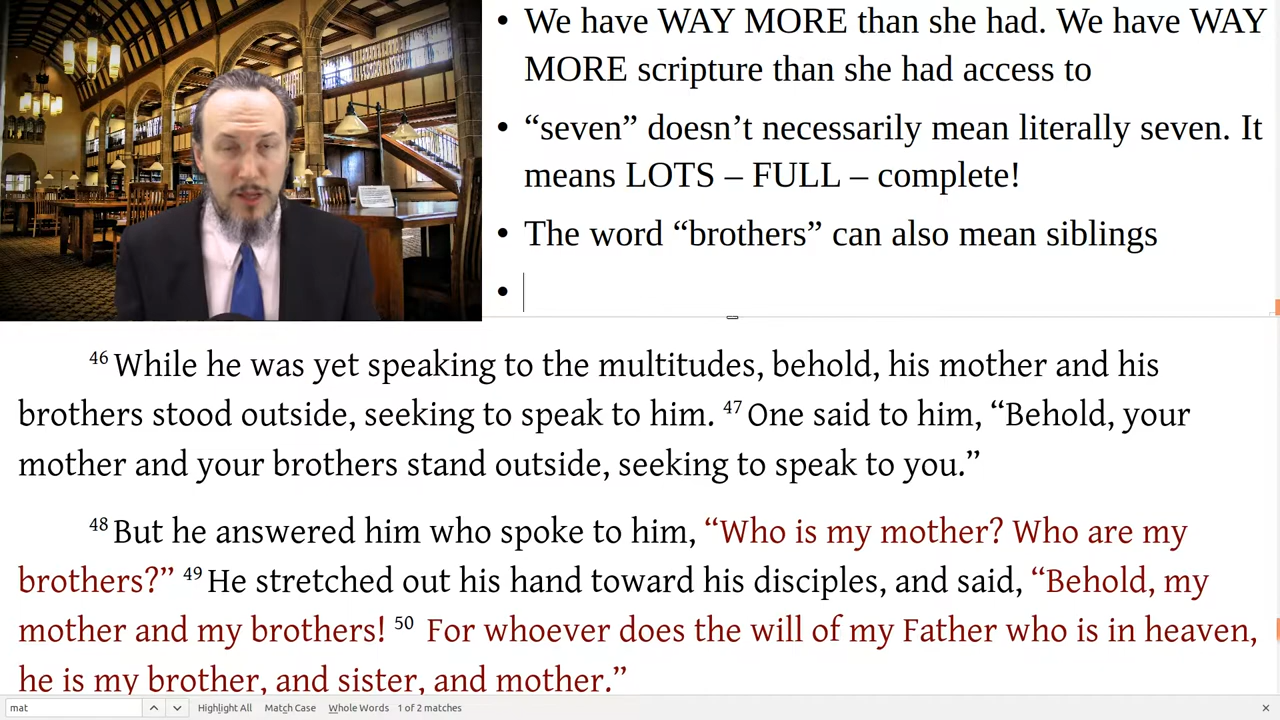 • We have WAY MORE than she had. We have WAY
MORE scripture than she had access to
• “seven” doesn’t necessarily mean literally seven. It
means LOTS – FULL – complete!
• The word “brothers” can also mean siblings
•
46 While he was yet speaking to the multitudes, behold, his mother and his
brothers stood outside, seeking to speak to him. 47 One said to him, “Behold, your
mother and your brothers stand outside, seeking to speak to you.”
48 But he answered him who spoke to him, “Who is my mother? Who are my
brothers?” 49 He stretched out his hand toward his disciples, and said, “Behold, my
mother and my brothers! 50 For whoever does the will of my Father who is in heaven,
he is my brother, and sister, and mother.”
mat Highlight All Match Case Whole Words 1 of 2 matches